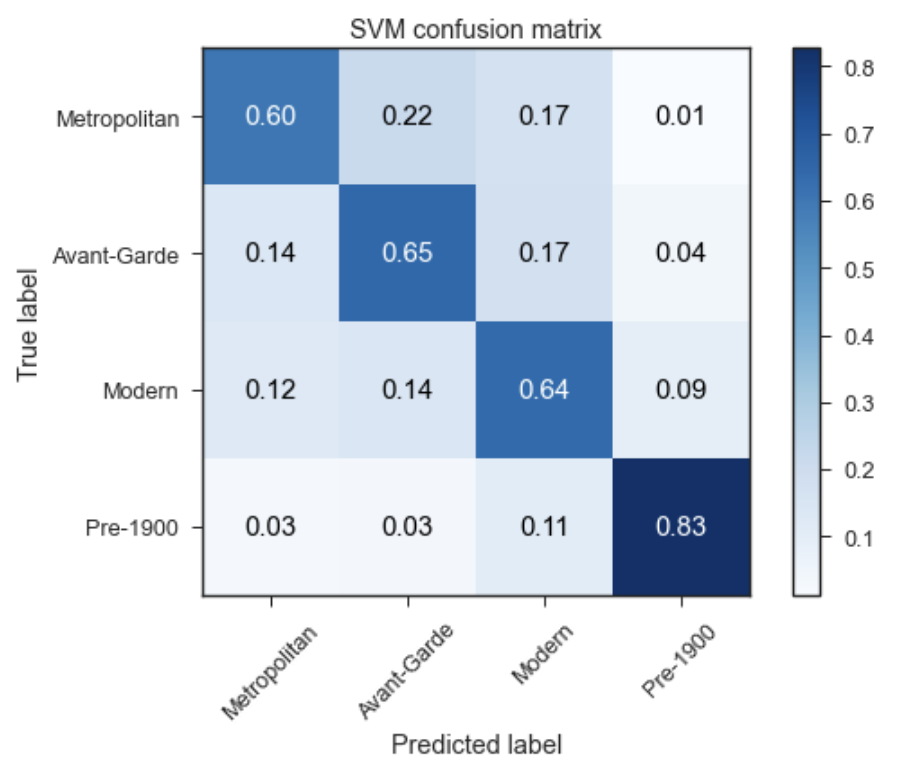 SVM confusion matrix
Metropolitan 0.60 0.22 0.17 0.01
Avant-Garde 0.14 0.65 0.17 0.04
Modern 0.12 0.14 0.64 0.09
Pre-1900 0.03 0.03 0.11 0.83
True label
Metropolitan Avant-Garde Modern Pre-1900
Predicted label
0.8
0.7
0.6
0.5
0.4
0.3
0.2
0.1